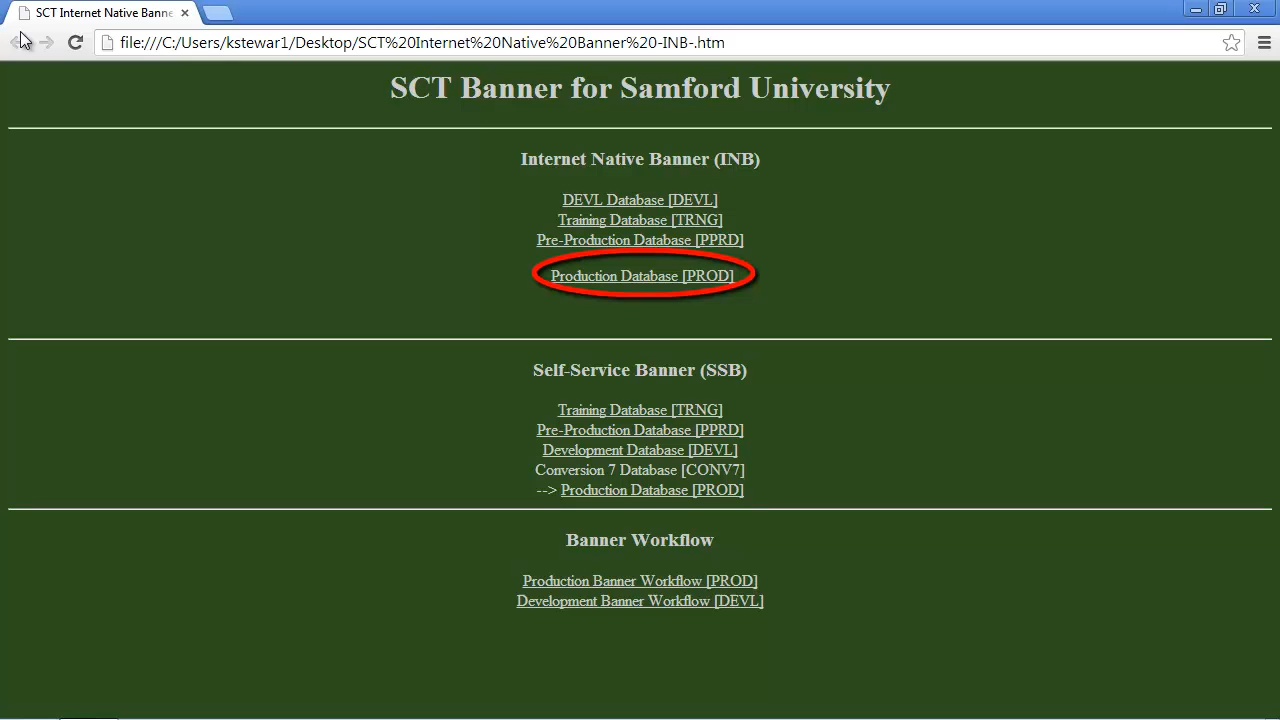 SCT Internet Native Banne
file:///C:/Users/kstewar1/Desktop/SCT%20Internet%20Native%20Banner%20-INB-.htm
SCT Banner for Samford University
Internet Native Banner (INB)
DEVL Database [DEVL]
Training Database [TRNG]
Pre-Production Database [PPRD]
Production Database [PROD]
Self-Service Banner (SSB)
Training Database [TRNG]
Pre-Production Database [PPRD]
Development Database [DEVL]
Conversion 7 Database [CONV7]
--> Production Database [PROD]
Banner Workflow
Production Banner Workflow [PROD]
Development Banner Workflow [DEVL]